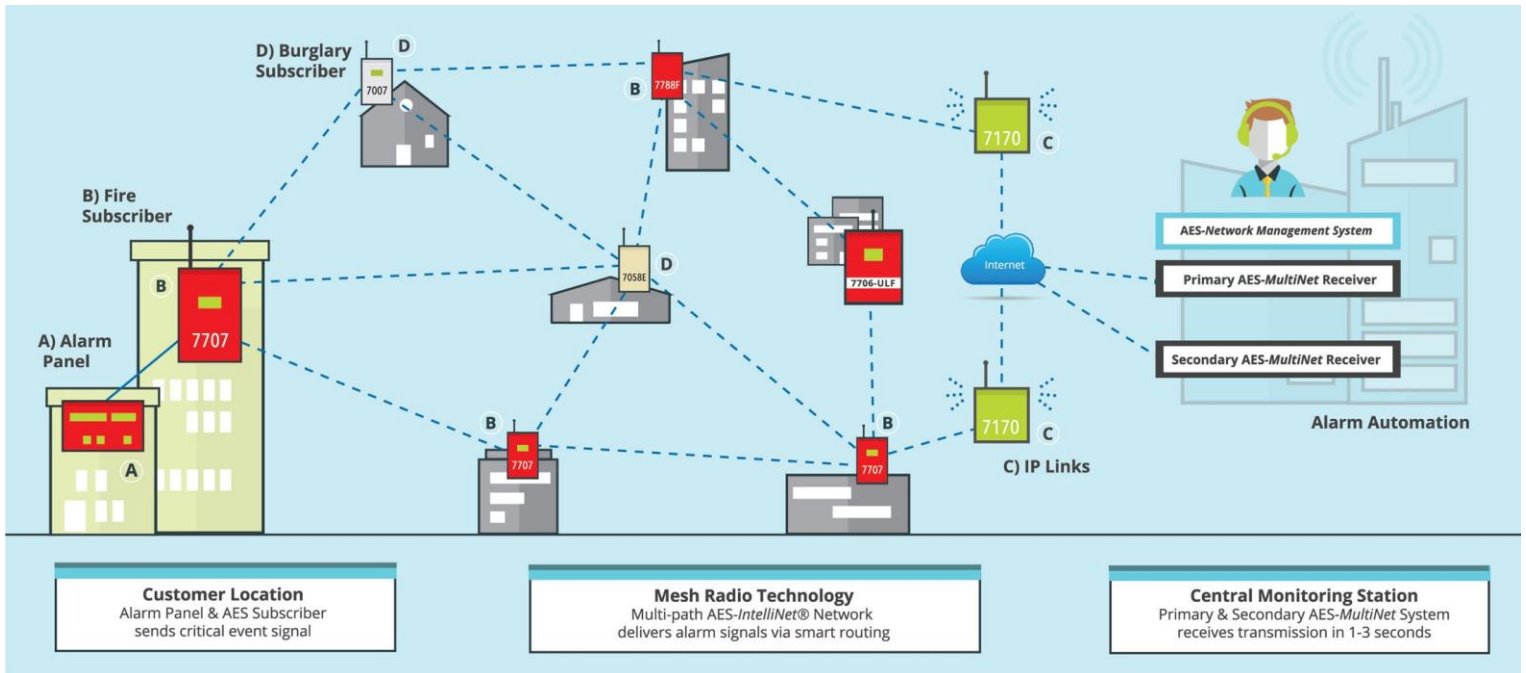 D) Burglary
Subscriber
D
7007
B
7788F
7170
C
B) Fire
Subscriber
B
7707
A) Alarm
Panel
A
7058E
D
7706-ULF
Internet
AES-Network Management System
Primary AES-MultiNet Receiver
Secondary AES-MultiNet Receiver
Alarm Automation
B
7707
B
7707
7170
C
C) IP Links
Customer Location
Alarm Panel & AES Subscriber
sends critical event signal
Mesh Radio Technology
Multi-path AES-IntelliNet® Network
delivers alarm signals via smart routing
Central Monitoring Station
Primary & Secondary AES-MultiNet System
receives transmission in 1-3 seconds